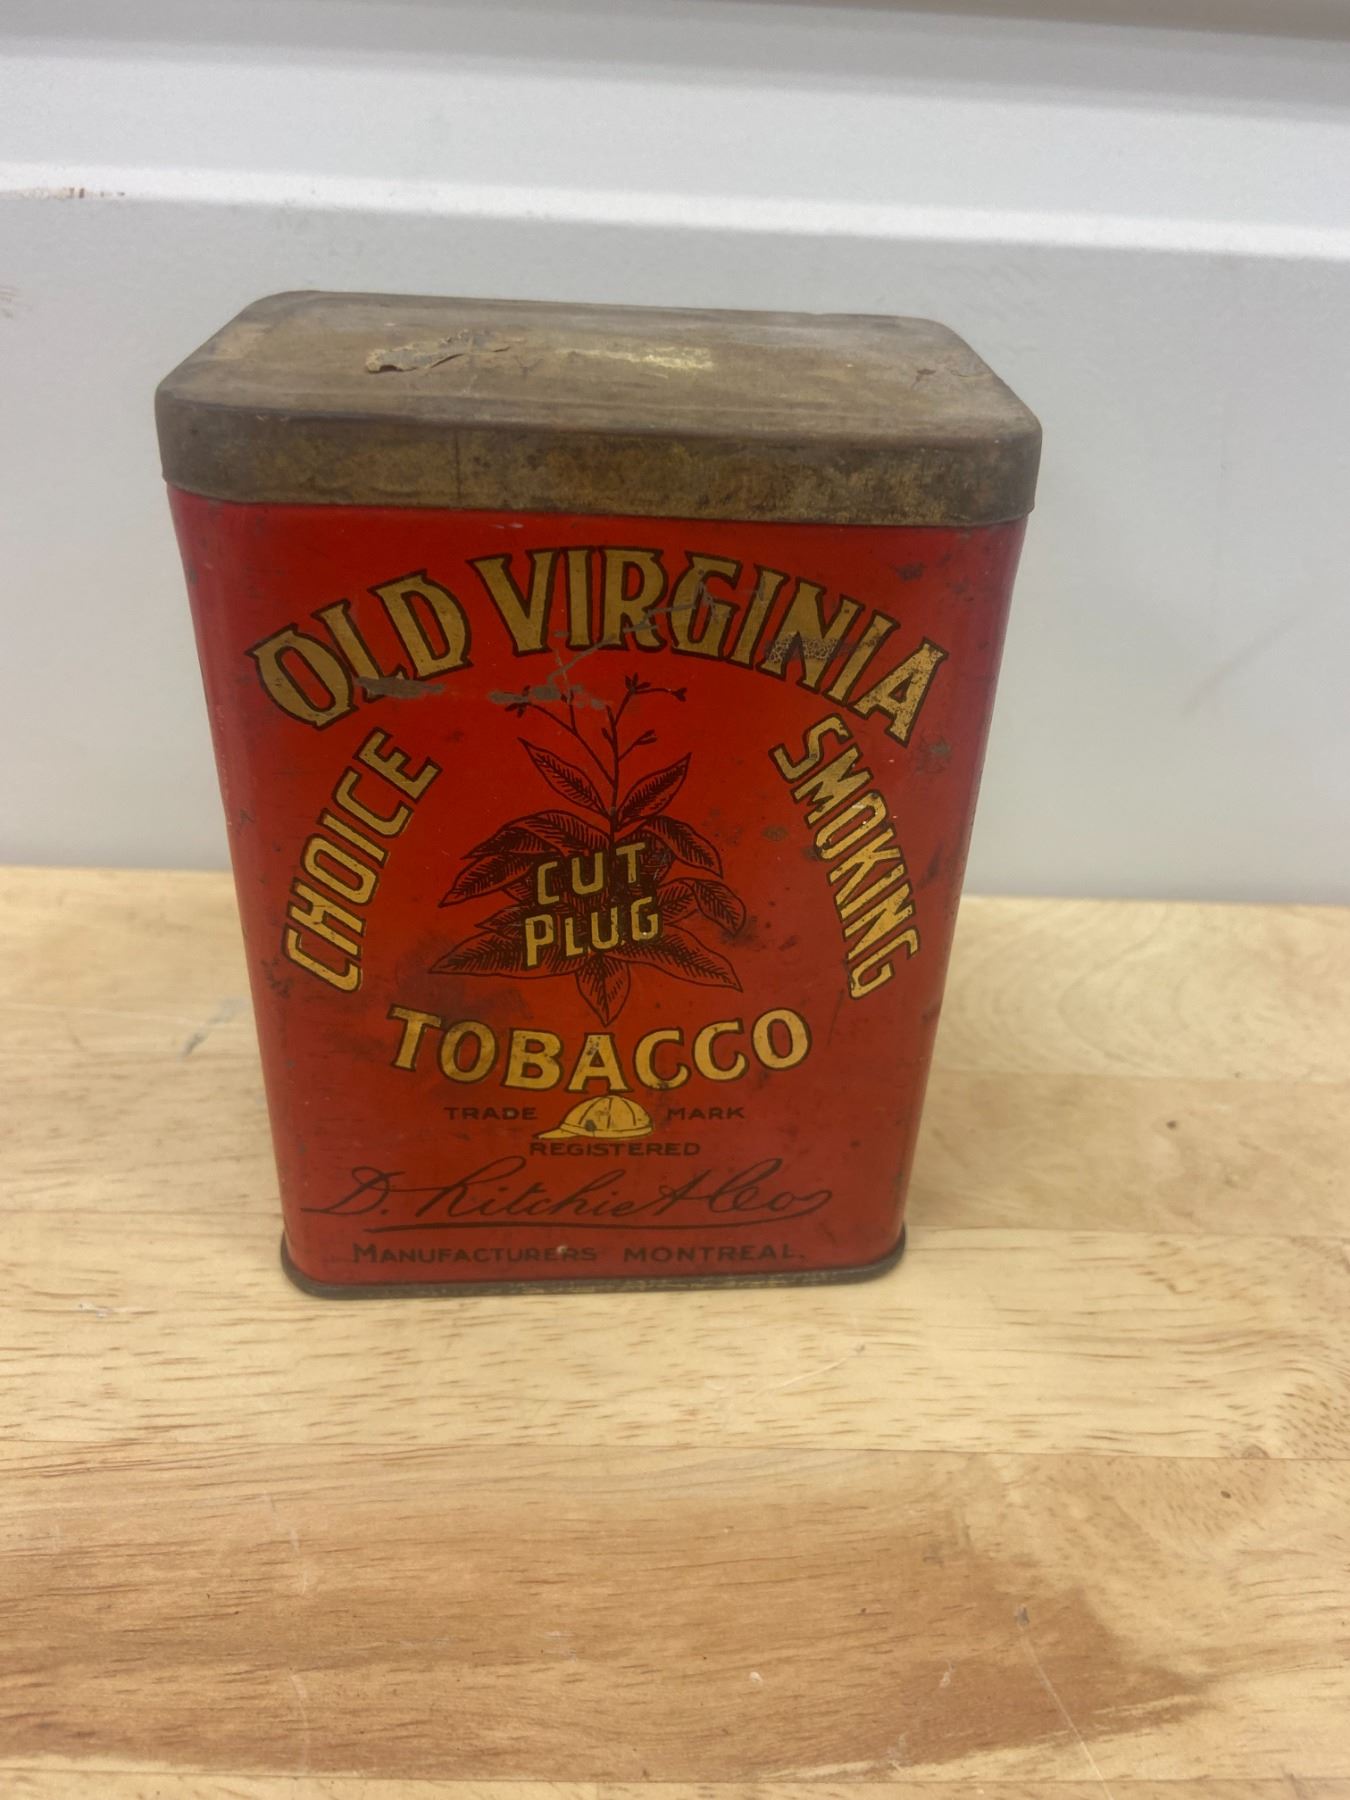 OLD VIRGINIA
CHOICE
SMOKING
CUT
PLUG
TOBACCO
TRADE MARK
REGISTERED
D. Ritchie & Co
MANUFACTURERS MONTREAL.